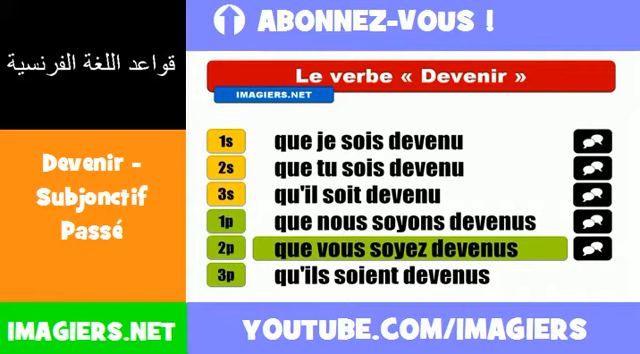 قواعد اللغة الفرنسية
Devenir -
Subjonctif
Passé
IMAGIERS.NET
ABONNEZ-VOUS !
Le verbe « Devenir »
IMAGIERS.NET
1s que je sois devenu
2s que tu sois devenu
3s qu'il soit devenu
1p que nous soyons devenus
2p que vous soyez devenus
3p qu'ils soient devenus
YOUTUBE.COM/IMAGIERS